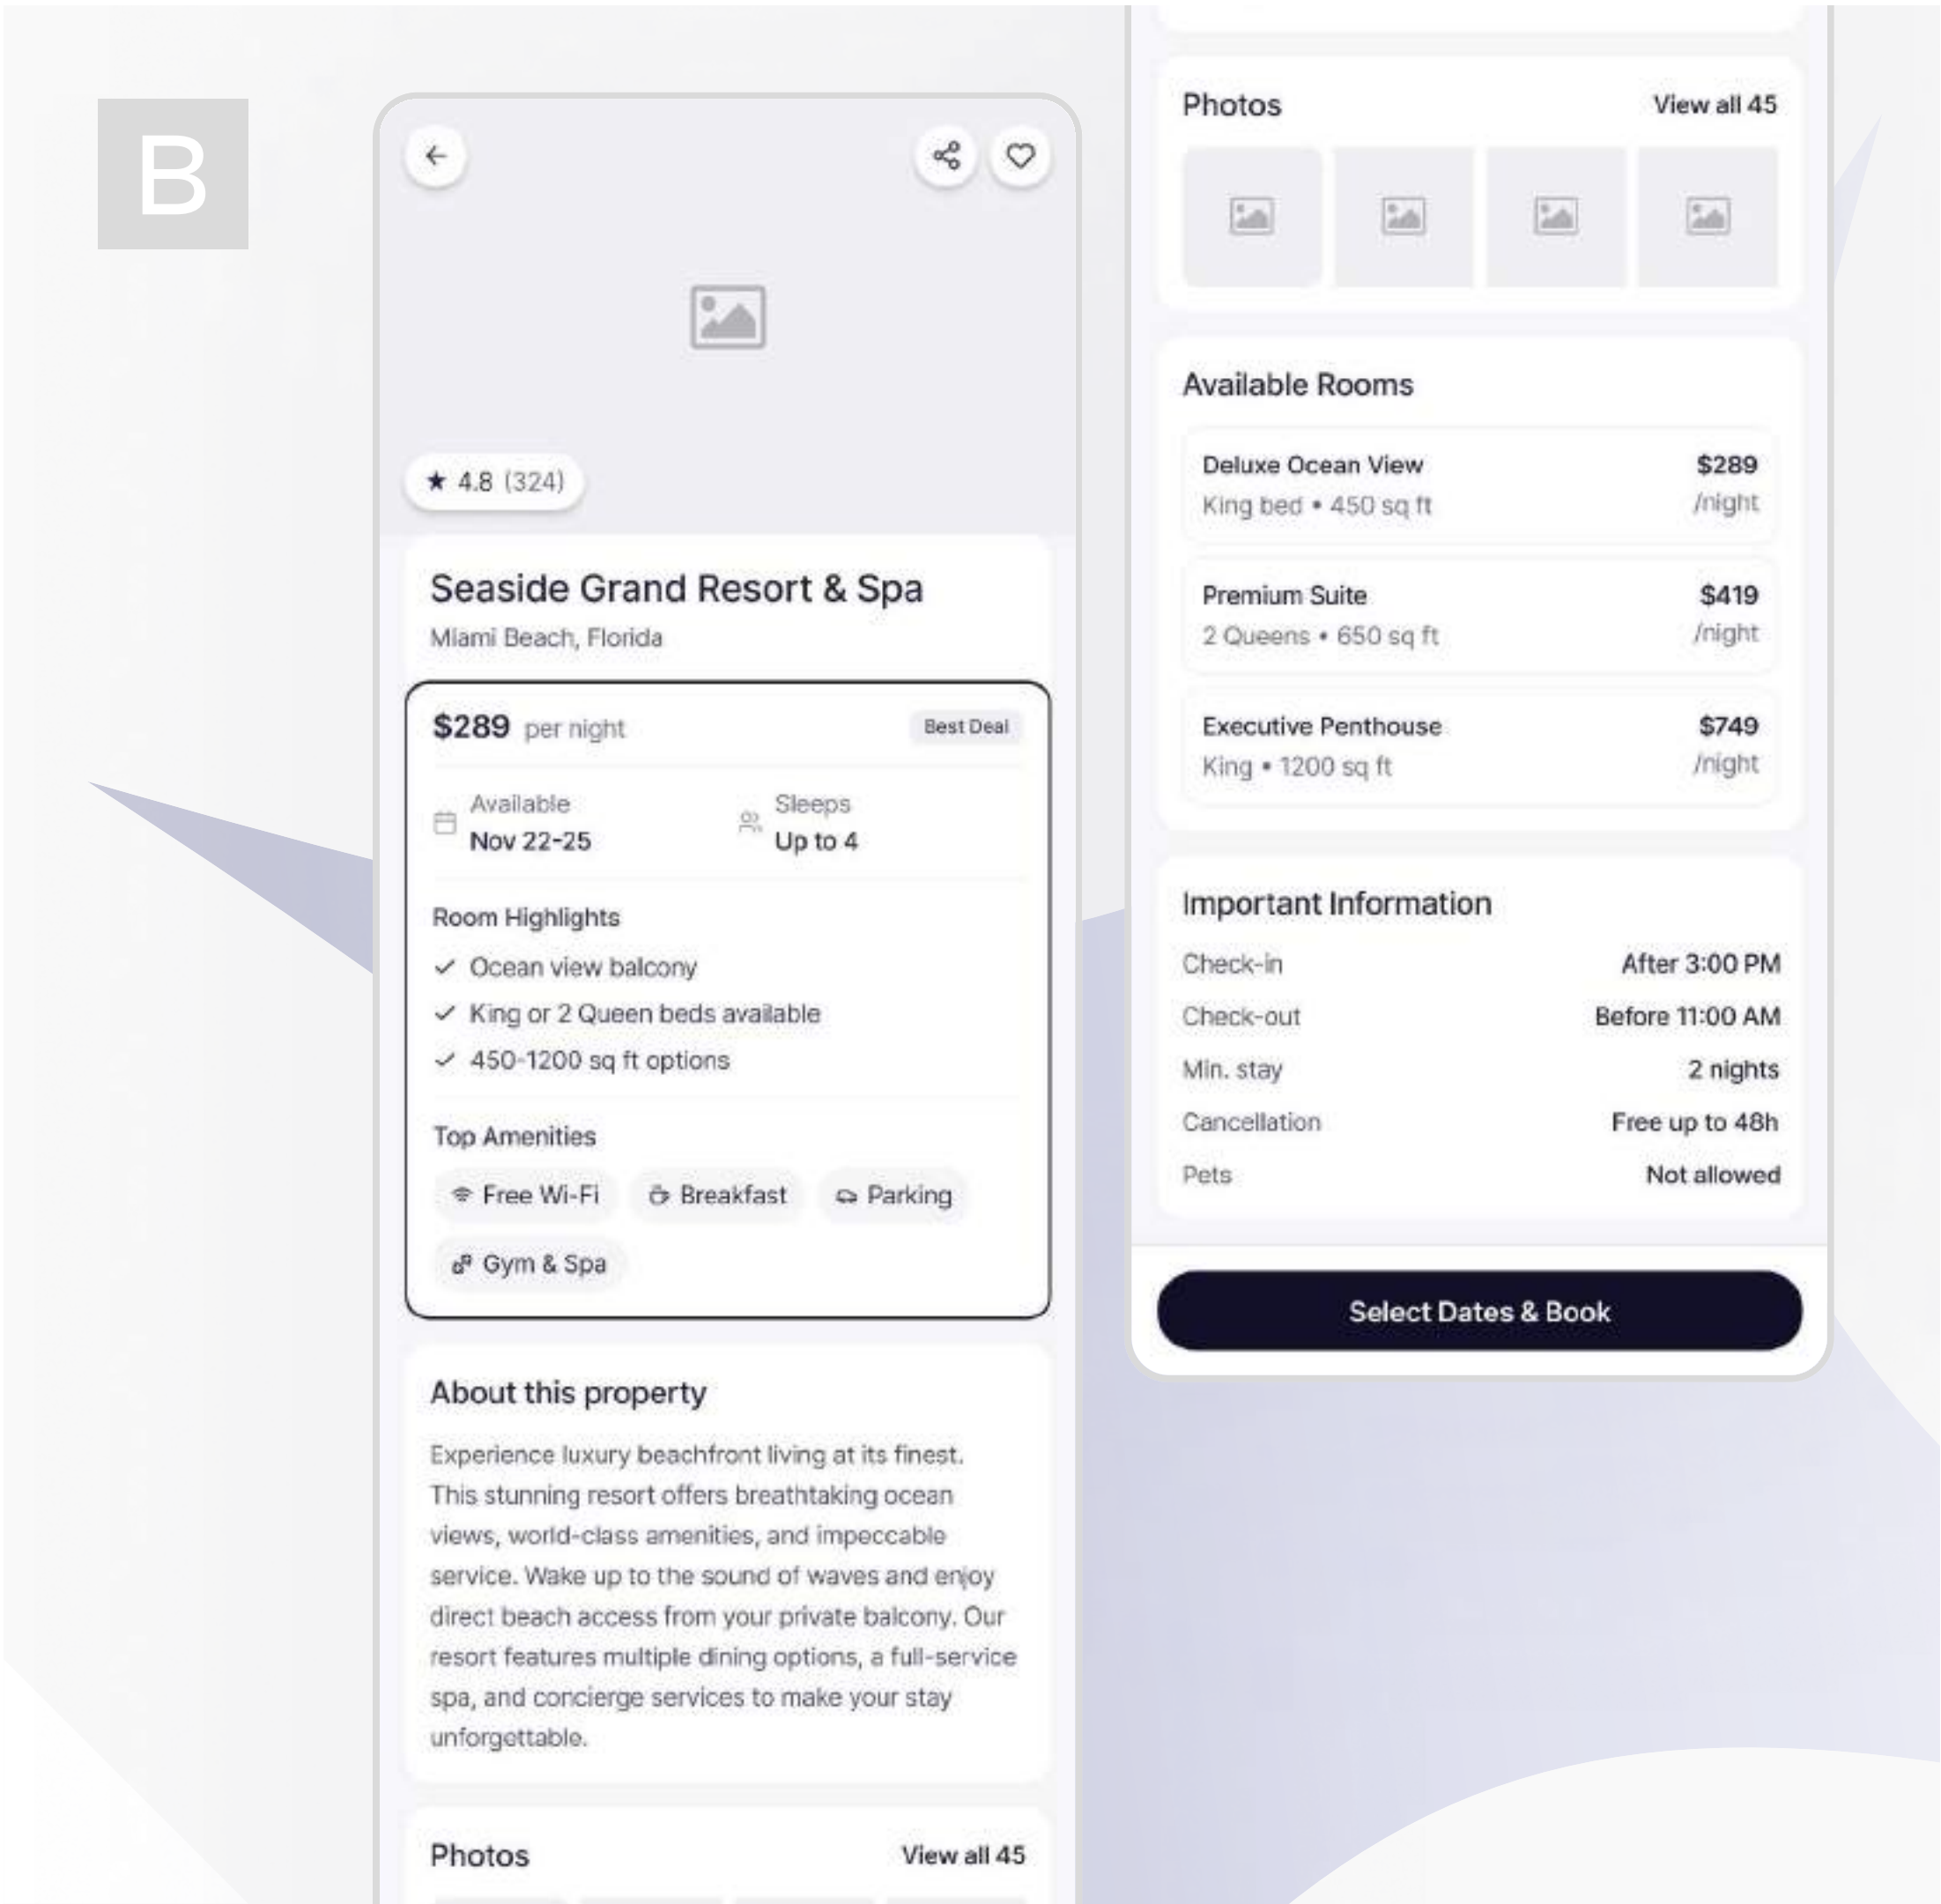 B
★ 4.8 (324)
Seaside Grand Resort & Spa
Miami Beach, Florida
$289 per night
Best Deal
Available
Nov 22-25
Sleeps
Up to 4
Room Highlights
Ocean view balcony
King or 2 Queen beds available
450-1200 sq ft options
Top Amenities
Free Wi-Fi
Breakfast
Parking
Gym & Spa
About this property
Experience luxury beachfront living at its finest.
This stunning resort offers breathtaking ocean
views, world-class amenities, and impeccable
service. Wake up to the sound of waves and enjoy
direct beach access from your private balcony. Our
resort features multiple dining options, a full-service
spa, and concierge services to make your stay
unforgettable.
Photos
View all 45
Photos
View all 45
Available Rooms
Deluxe Ocean View
$289
King bed • 450 sq ft
/night
Premium Suite
$419
2 Queens • 650 sq ft
/night
Executive Penthouse
$749
King • 1200 sq ft
/night
Important Information
Check-in
After 3:00 PM
Check-out
Before 11:00 AM
Min. stay
2 nights
Cancellation
Free up to 48h
Pets
Not allowed
Select Dates & Book